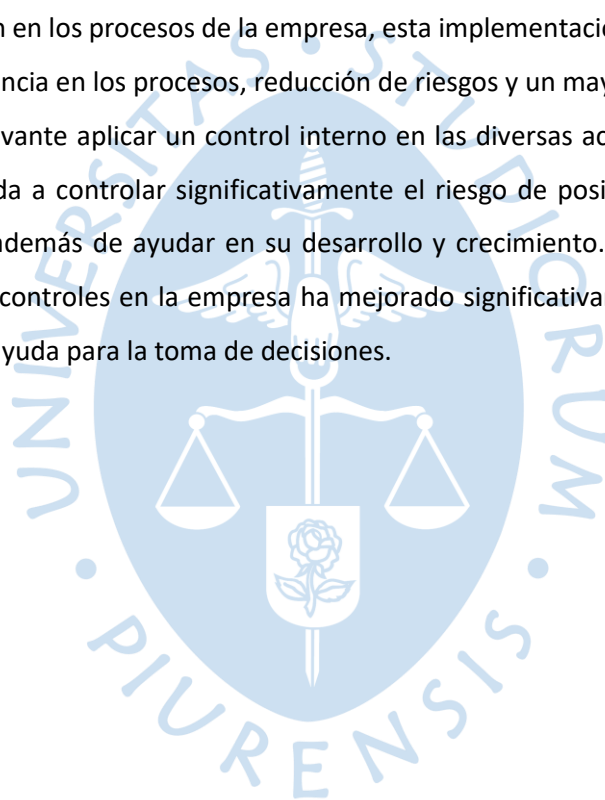 n en los procesos de la empresa, esta implementació
ncia en los procesos, reducción de riesgos y un may
vante aplicar un control interno en las diversas ac
da a controlar significativamente el riesgo de posi
además de ayudar en su desarrollo y crecimiento.
controles en la empresa ha mejorado significativa
yuda para la toma de decisiones.
UNIVERSITAS • STUDIORUM • PIURENSIS •